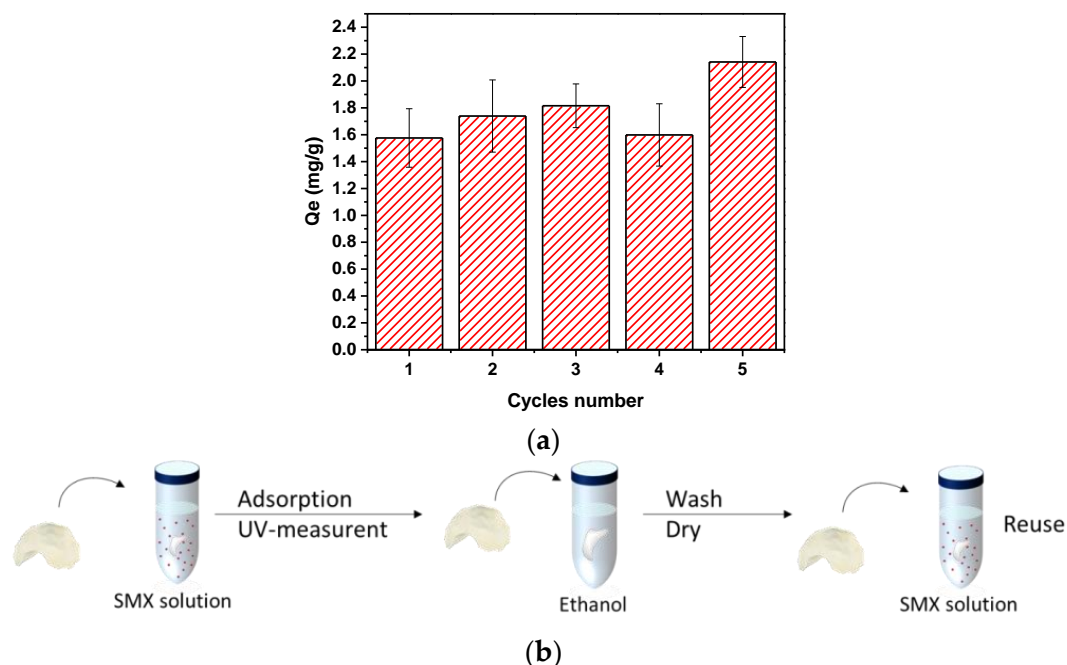 2.4
2.2
2.0
1.8
1.6
1.4
1.2
1.0
0.8
0.6
0.4
0.2
0.0
Qe (mg/g)
1 2 3 4 5
Cycles number
(a)
Adsorption
UV-measurent
Wash
Dry
Reuse
SMX solution
Ethanol
SMX solution
(b)